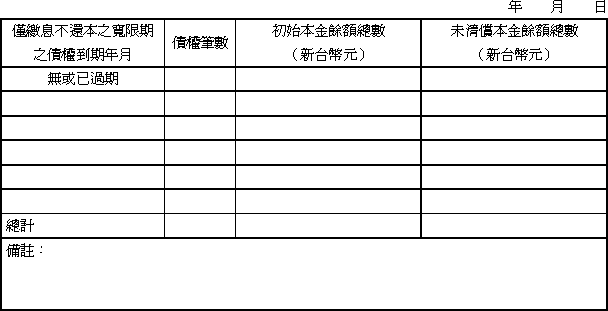 年　月　日
僅繳息不還本之寬限期
之債權到期年月
債權筆數
初始本金餘額總數
（新台幣元）
未清償本金餘額總數
（新台幣元）
無或已過期
總計
備註：